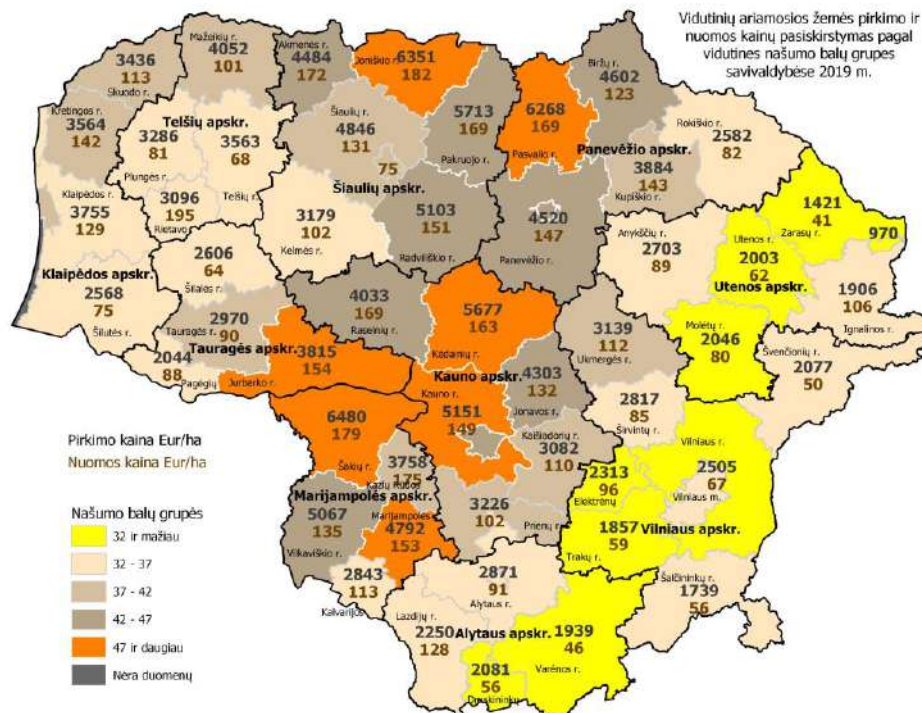 Vidutinių ariamosios žemės pirkimo ir
nuomos kainų pasiskirstymas pagal
vidutines našumo balų grupes
savivaldybėse 2019 m.
3436
113
Skuodo r.
Mažeikių r.
4052
101
Akmenės r.
4484
172
Joniškio r.
6351
182
Biržų r.
4602
123
Kretingos r.
3564
142
Telšių apskr.
3286
81
Plungės r.
3563
68
Telšių r.
Šiaulių r.
4846
131
75
Šiaulių apskr.
5713
169
Pakruojo r.
6268
169
Pasvalio r.
Panevėžio apskr.
Rokiškio r.
2582
82
3884
143
Kupiškio r.
Klaipėdos r.
3755
129
3096
195
Rietavo
3179
102
Kelmės r.
5103
151
Radviliškio r.
4520
147
Panevėžio r.
Anykščių r.
2703
89
1421
41
Zarasų r.
970
Utenos r.
2003
62
Utenos apskr.
1906
106
Ignalinos r.
Klaipėdos apskr.
2568
75
Šilutės r.
2606
64
Šilalės r.
2970
90
Tauragės r.
Tauragės apskr.
4033
169
Raseinių r.
5677
163
Kėdainių r.
3139
112
Ukmergės r.
Molėtų r.
2046
80
Švenčionių r.
2077
50
2044
88
Pagėgių
3815
154
Jurbarko r.
Kauno apskr.
Kauno r.
5151
149
4303
132
Jonavos r.
2817
85
Širvintų r.
6480
179
Šakių r.
3758
175
Kazlų Rūdos
Kaišiadorių r.
3082
110
Vilniaus r.
2505
67
Vilniaus m.
2313
96
Elektrėnų
Marijampolės apskr.
5067
135
Vilkaviškio r.
Marijampolės
4792
153
3226
102
Prienų r.
1857
59
Trakų r.
Vilniaus apskr.
2843
113
Kalvarijos
2871
91
Alytaus r.
Lazdijų r.
2250
128
Alytaus apskr.
1939
46
Varėnos r.
2081
56
Druskininkų
Šalčininkų r.
1739
56
Pirkimo kaina Eur/ha
Nuomos kaina Eur/ha
Našumo balų grupės
32 ir mažiau
32 - 37
37 - 42
42 - 47
47 ir daugiau
Nėra duomenų